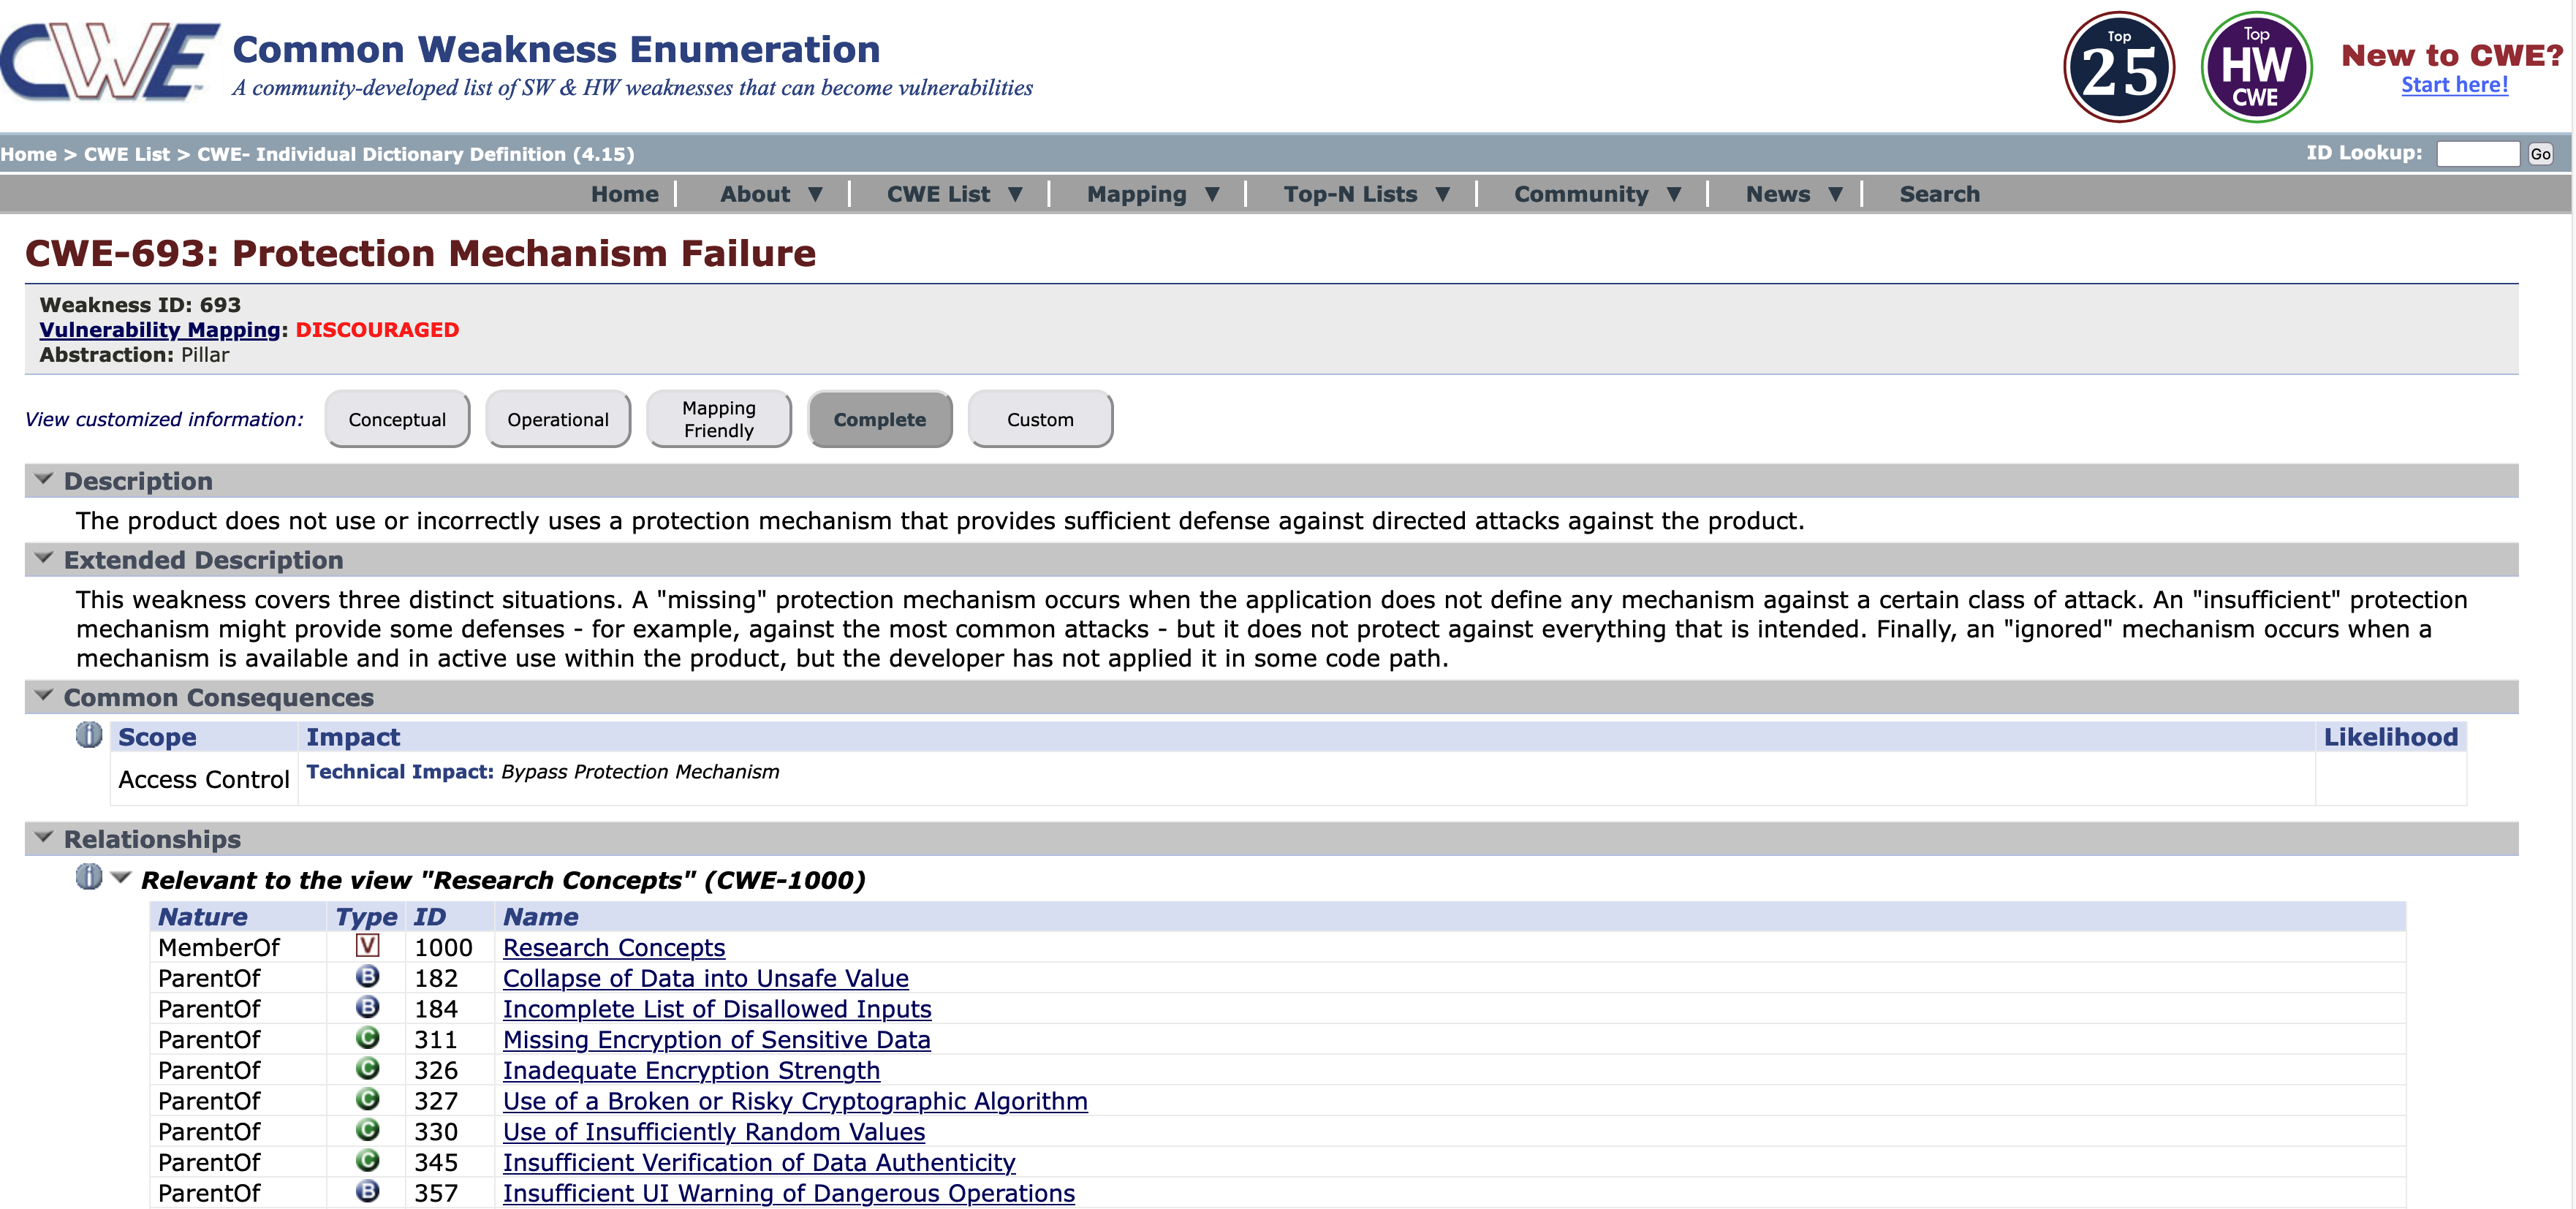 CWE
Common Weakness Enumeration
A community-developed list of SW & HW weaknesses that can become vulnerabilities
Top
25
Top
HW
CWE
New to CWE?
Start here!
Home > CWE List > CWE- Individual Dictionary Definition (4.15)
ID Lookup: Go
Home About ▼ CWE List ▼ Mapping ▼ Top-N Lists ▼ Community ▼ News ▼ Search
CWE-693: Protection Mechanism Failure
Weakness ID: 693
Vulnerability Mapping: DISCOURAGED
Abstraction: Pillar
View customized information: Conceptual Operational Mapping Friendly Complete Custom
Description
The product does not use or incorrectly uses a protection mechanism that provides sufficient defense against directed attacks against the product.
Extended Description
This weakness covers three distinct situations. A "missing" protection mechanism occurs when the application does not define any mechanism against a certain class of attack. An "insufficient" protection
mechanism might provide some defenses - for example, against the most common attacks - but it does not protect against everything that is intended. Finally, an "ignored" mechanism occurs when a
mechanism is available and in active use within the product, but the developer has not applied it in some code path.
Common Consequences
Scope Impact Likelihood
Access Control Technical Impact: Bypass Protection Mechanism
Relationships
Relevant to the view "Research Concepts" (CWE-1000)
Nature Type ID Name
MemberOf V 1000 Research Concepts
ParentOf B 182 Collapse of Data into Unsafe Value
ParentOf B 184 Incomplete List of Disallowed Inputs
ParentOf C 311 Missing Encryption of Sensitive Data
ParentOf C 326 Inadequate Encryption Strength
ParentOf C 327 Use of a Broken or Risky Cryptographic Algorithm
ParentOf C 330 Use of Insufficiently Random Values
ParentOf C 345 Insufficient Verification of Data Authenticity
ParentOf B 357 Insufficient UI Warning of Dangerous Operations